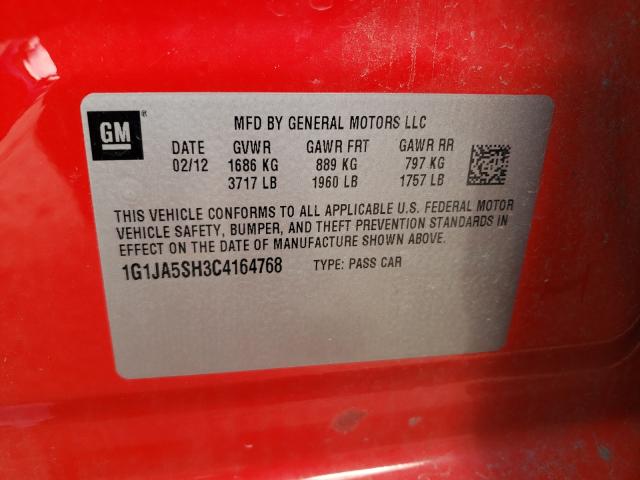 GM ®
MFD BY GENERAL MOTORS LLC
DATE GVWR GAWR FRT GAWR RR
02/12 1686 KG 889 KG 797 KG
3717 LB 1960 LB 1757 LB
THIS VEHICLE CONFORMS TO ALL APPLICABLE U.S. FEDERAL MOTOR
VEHICLE SAFETY, BUMPER, AND THEFT PREVENTION STANDARDS IN
EFFECT ON THE DATE OF MANUFACTURE SHOWN ABOVE.
1G1JA5SH3C4164768 TYPE: PASS CAR